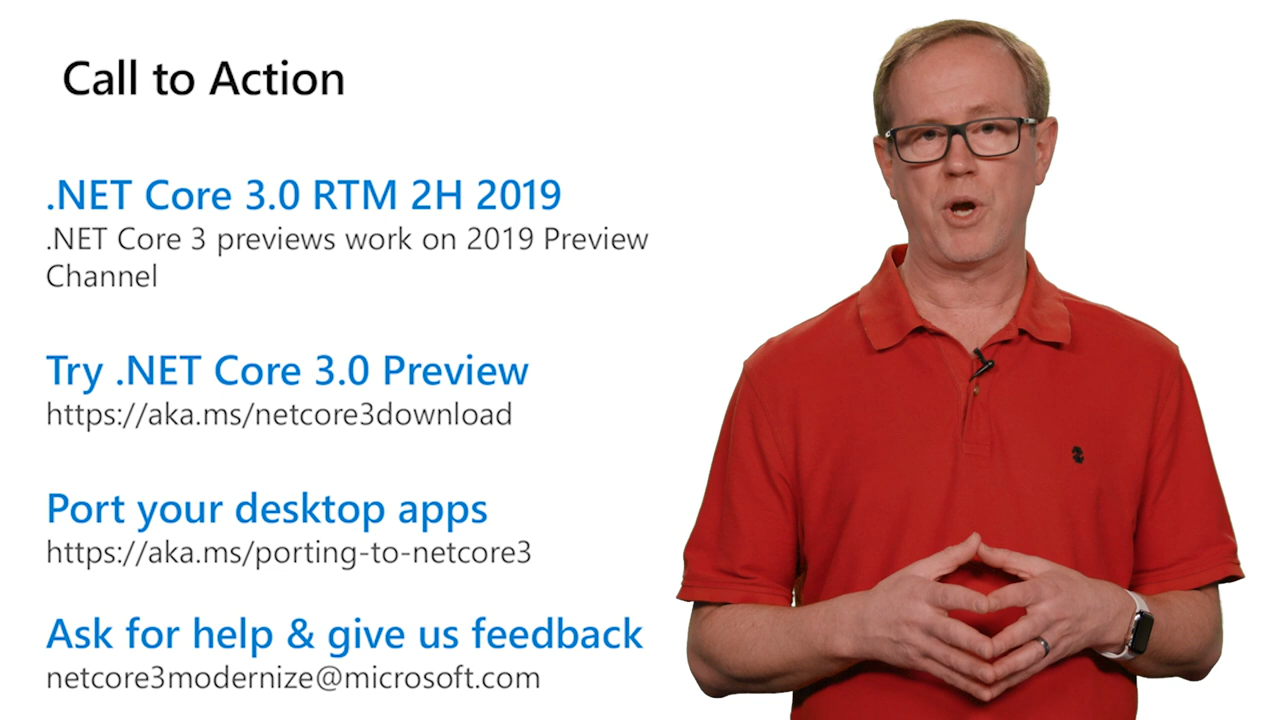 Call to Action
.NET Core 3.0 RTM 2H 2019
.NET Core 3 previews work on 2019 Preview
Channel
Try .NET Core 3.0 Preview
https://aka.ms/netcore3download
Port your desktop apps
https://aka.ms/porting-to-netcore3
Ask for help & give us feedback
netcore3modernize@microsoft.com